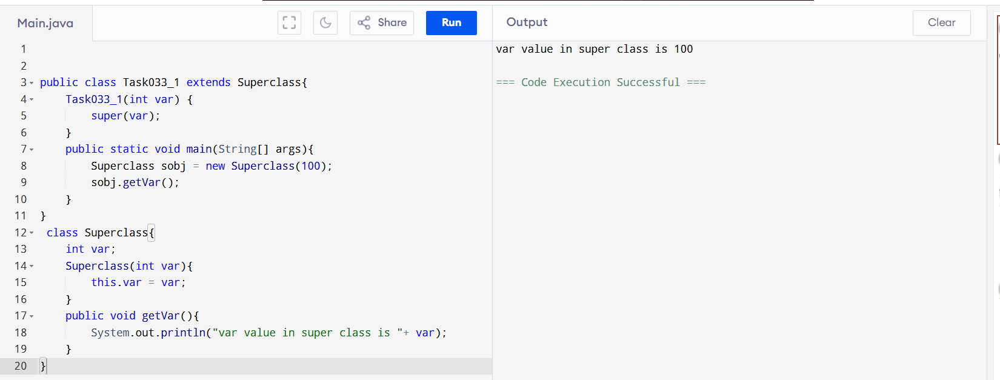 Main.java Share Run
1
2
3 public class Task033_1 extends Superclass{
4 Task033_1(int var) {
5 super(var);
6 }
7 public static void main(String[] args){
8 Superclass sobj = new Superclass(100);
9 sobj.getVar();
10 }
11 }
12 class Superclass{
13 int var;
14 Superclass(int var){
15 this.var = var;
16 }
17 public void getVar(){
18 System.out.println("var value in super class is "+ var);
19 }
20 }
Output Clear
var value in super class is 100
=== Code Execution Successful ===